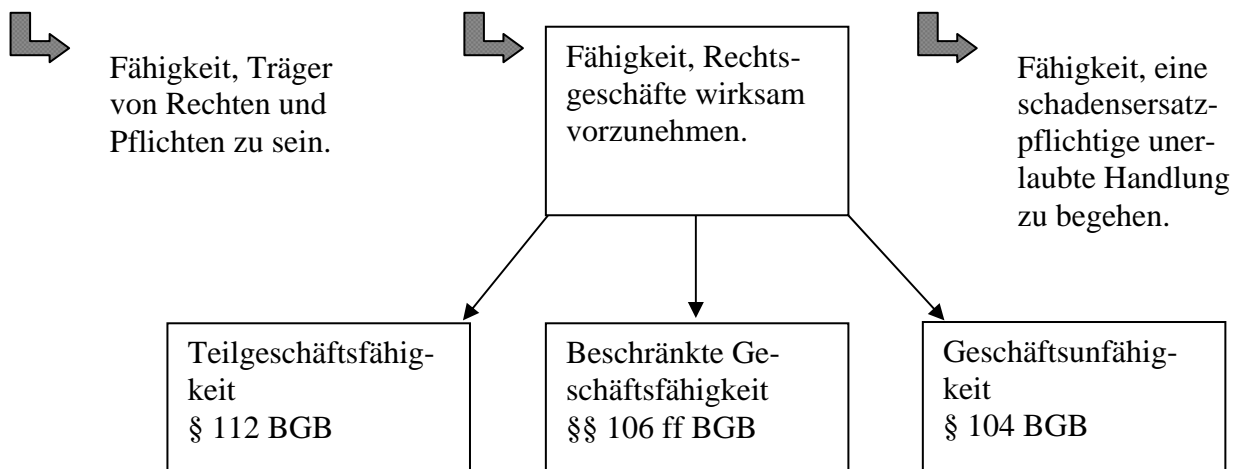 Fähigkeit, Träger
von Rechten und
Pflichten zu sein.
Fähigkeit, Rechts-
geschäfte wirksam
vorzunehmen.
Fähigkeit, eine
schadensersatz-
pflichtige uner-
laubte Handlung
zu begehen.
Teilgeschäftsfähig-
keit
§ 112 BGB
Beschränkte Ge-
schäftsfähigkeit
§§ 106 ff BGB
Geschäftsunfähig-
keit
§ 104 BGB